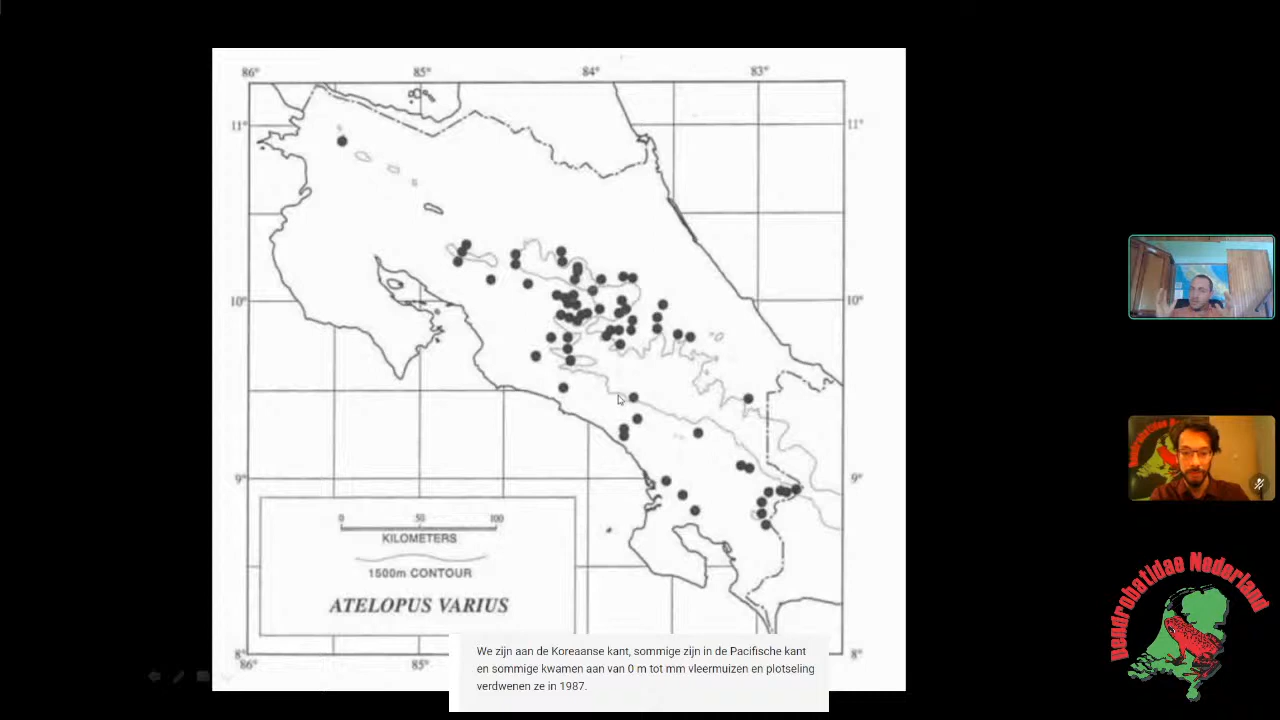 86° 85° 84° 83°
11° 11°
10° 10°
9° 9°
0 50 100
KILOMETERS
1500m CONTOUR
ATELOPUS VARIUS
8° 8°
86° 85°
We zijn aan de Koreaanse kant, sommige zijn in de Pacifische kant
en sommige kwamen aan van 0 m tot mm vleermuizen en plotseling
verdwenen ze in 1987.
Dendrobatidae Nederland